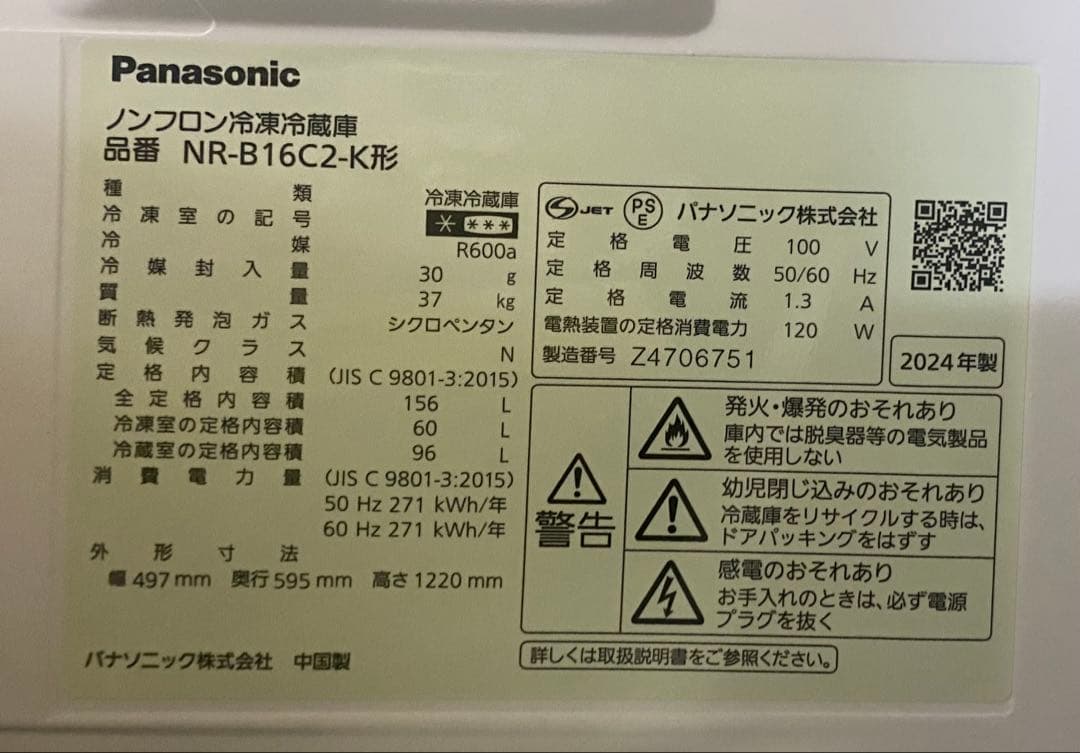 Panasonic
ノンフロン冷凍冷蔵庫
品番 NR-B16C2-K形
種類 冷凍冷蔵庫
冷凍室の記号 * ***
冷媒 R600a
冷媒封入量 30 g
質量 37 kg
断熱発泡ガス シクロペンタン
気候クラス N
定格内容積 (JIS C 9801-3:2015)
全定格内容積 156 L
冷凍室の定格内容積 60 L
冷蔵室の定格内容積 96 L
消費電力量 (JIS C 9801-3:2015)
50 Hz 271 kWh/年
60 Hz 271 kWh/年
外形寸法
幅 497 mm 奥行 595 mm 高さ 1220 mm
パナソニック株式会社 中国製
S JET PS E パナソニック株式会社
定格電圧 100 V
定格周波数 50/60 Hz
定格電流 1.3 A
電熱装置の定格消費電力 120 W
製造番号 Z4706751
2024年製
警告
発火・爆発のおそれあり
庫内では脱臭器等の電気製品
を使用しない
幼児閉じ込みのおそれあり
冷蔵庫をリサイクルする時は、
ドアパッキングをはずす
感電のおそれあり
お手入れのときは、必ず電源
プラグを抜く
詳しくは取扱説明書をご参照ください。